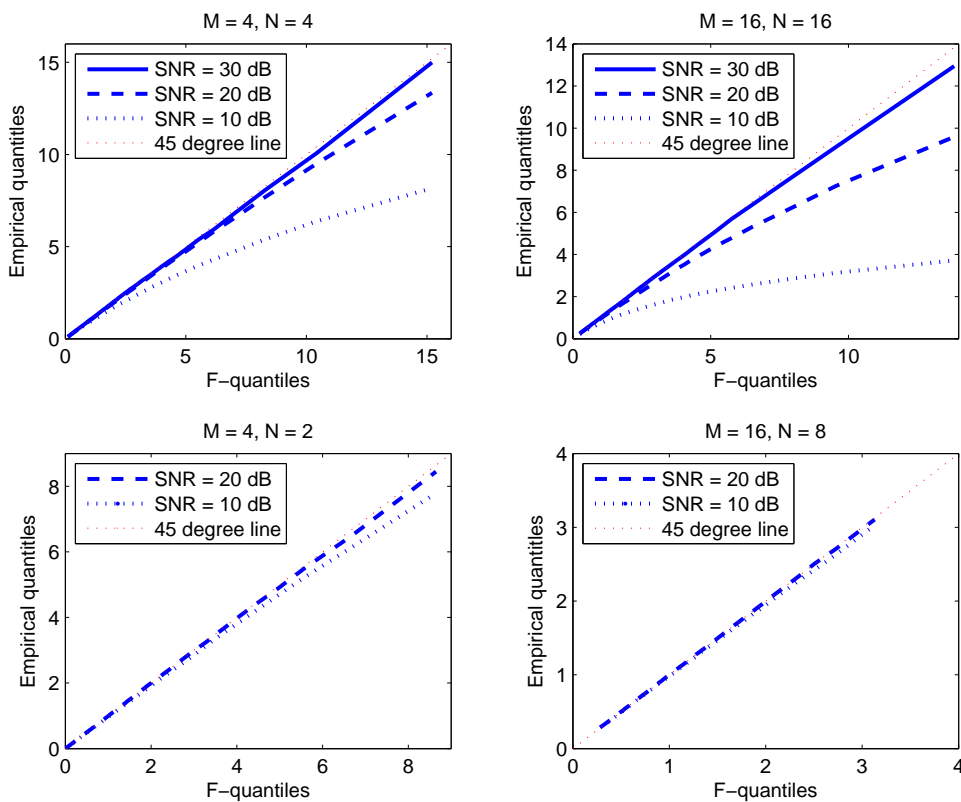 M = 4, N = 4
Empirical quantitles
15
10
5
0
SNR = 30 dB
SNR = 20 dB
SNR = 10 dB
45 degree line
0 5 10 15
F−quantiles
M = 16, N = 16
Empirical quantitles
14
12
10
8
6
4
2
0
SNR = 30 dB
SNR = 20 dB
SNR = 10 dB
45 degree line
0 5 10
F−quantiles
M = 4, N = 2
Empirical quantitles
8
6
4
2
0
SNR = 20 dB
SNR = 10 dB
45 degree line
0 2 4 6 8
F−quantiles
M = 16, N = 8
Empirical quantitles
4
3
2
1
0
SNR = 20 dB
SNR = 10 dB
45 degree line
0 1 2 3 4
F−quantiles